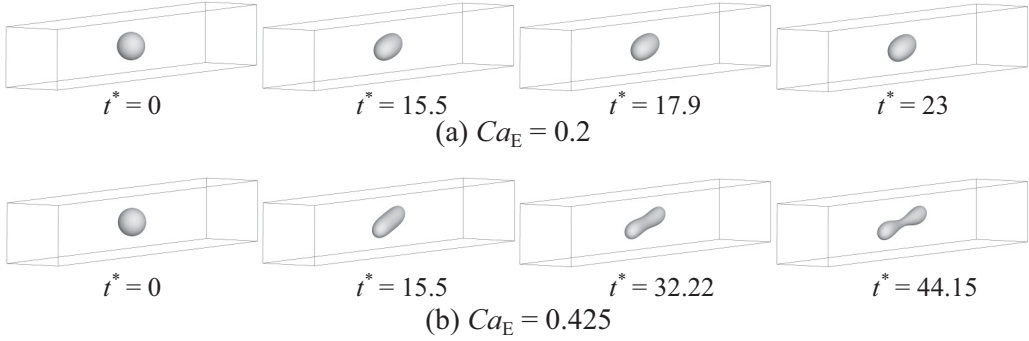 t* = 0 t* = 15.5 t* = 17.9 t* = 23
(a) CaE = 0.2
t* = 0 t* = 15.5 t* = 32.22 t* = 44.15
(b) CaE = 0.425